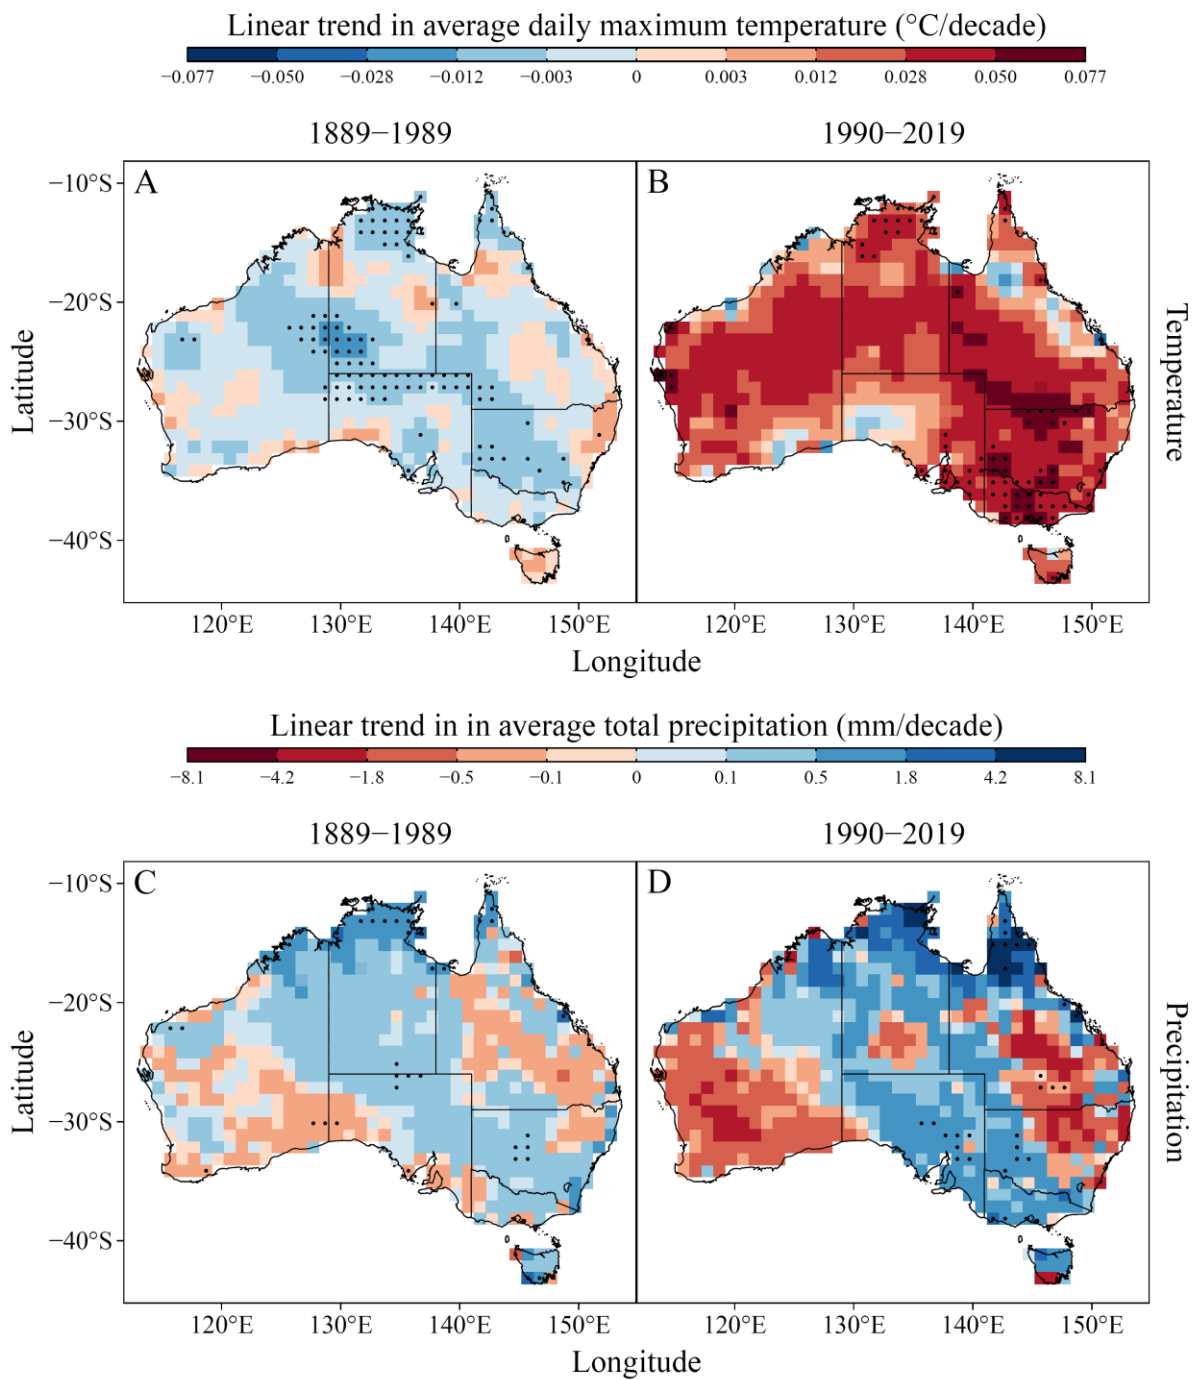 Linear trend in average daily maximum temperature (°C/decade)
−0.077 −0.050 −0.028 −0.012 −0.003 0 0.003 0.012 0.028 0.050 0.077
1889−1989 1990−2019
A B
−10°S
−20°S
−30°S
−40°S
Latitude
Temperature
120°E 130°E 140°E 150°E 120°E 130°E 140°E 150°E
Longitude
Linear trend in in average total precipitation (mm/decade)
−8.1 −4.2 −1.8 −0.5 −0.1 0 0.1 0.5 1.8 4.2 8.1
1889−1989 1990−2019
C D
−10°S
−20°S
−30°S
−40°S
Latitude
Precipitation
120°E 130°E 140°E 150°E 120°E 130°E 140°E 150°E
Longitude